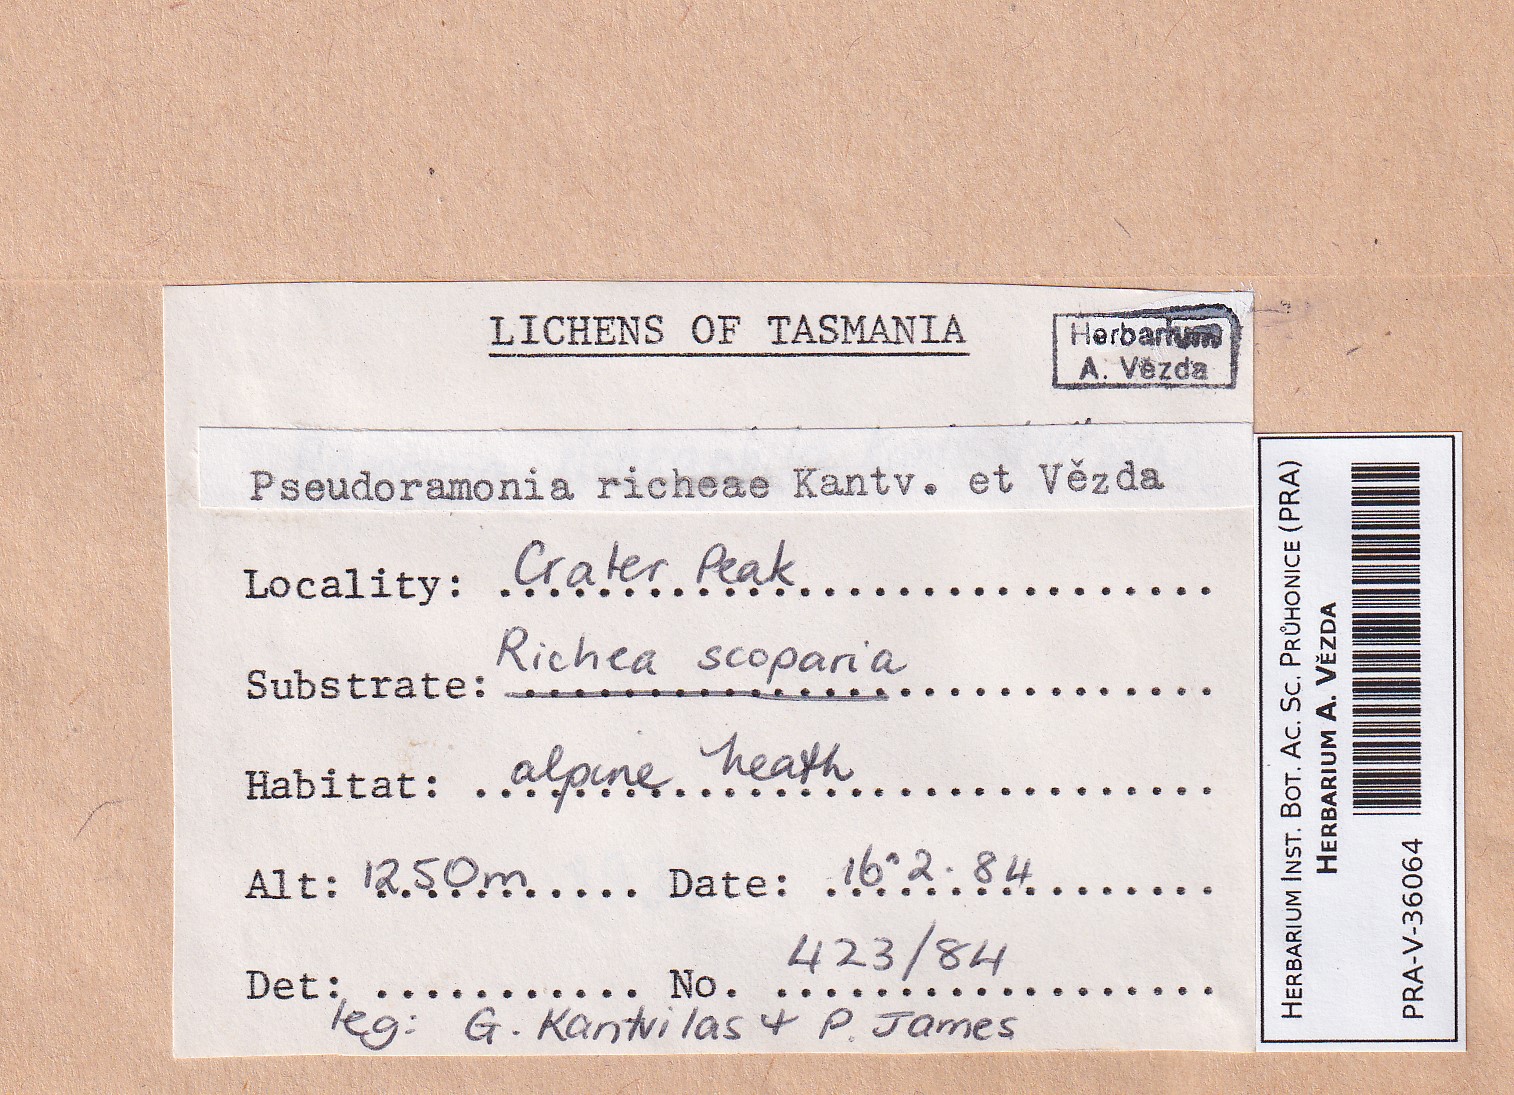 LICHENS OF TASMANIA
Herbarium
A. Vězda
Pseudoramonia richeae Kantv. et Vězda
Locality: Crater Peak
Substrate: Richea scoparia
Habitat: alpine heath
Alt: 1250m Date: 16.2.84
Det: No. 423/84
leg: G. Kantvilas + P. James
HERBARIUM INST. BOT. AC. SC. PRŮHONICE (PRA)
HERBARIUM A. VĚZDA
PRA-V-36064